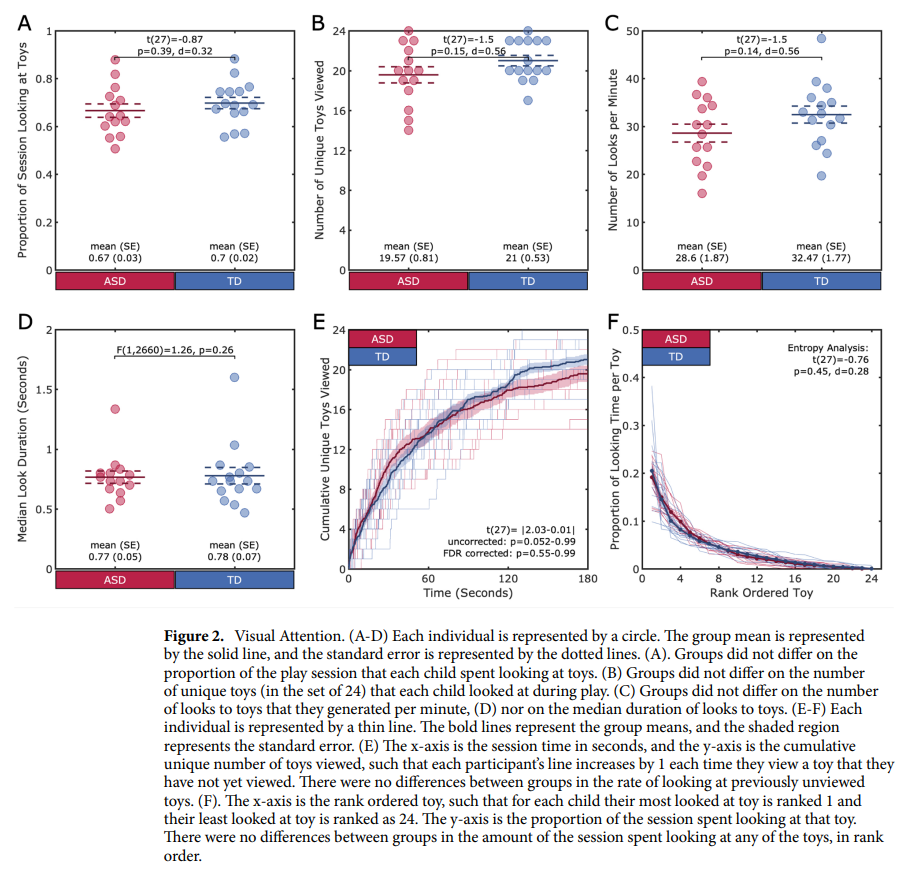 A
t(27)=-0.87
p=0.39, d=0.32
Proportion of Session Looking at Toys
1
0.8
0.6
0.4
0.2
0
mean (SE)
0.67 (0.03)
mean (SE)
0.7 (0.02)
ASD
TD
B
t(27)=-1.5
p=0.15, d=0.56
Number of Unique Toys Viewed
24
20
16
12
8
4
0
mean (SE)
19.57 (0.81)
mean (SE)
21 (0.53)
ASD
TD
C
t(27)=-1.5
p=0.14, d=0.56
Number of Looks per Minute
50
40
30
20
10
0
mean (SE)
28.6 (1.87)
mean (SE)
32.47 (1.77)
ASD
TD
D
F(1,2660)=1.26, p=0.26
Median Look Duration (Seconds)
2
1.5
1
0.5
0
mean (SE)
0.77 (0.05)
mean (SE)
0.78 (0.07)
ASD
TD
E
ASD
TD
Cumulative Unique Toys Viewed
24
20
16
12
8
4
0
t(27)= |2.03-0.01|
uncorrected: p=0.052-0.99
FDR corrected: p=0.55-0.99
0
60
120
180
Time (Seconds)
F
ASD
TD
Entropy Analysis:
t(27)=-0.76
p=0.45, d=0.28
Proportion of Looking Time per Toy
0.5
0.4
0.3
0.2
0.1
0
0
4
8
12
16
20
24
Rank Ordered Toy
Figure 2. Visual Attention. (A-D) Each individual is represented by a circle. The group mean is represented
by the solid line, and the standard error is represented by the dotted lines. (A). Groups did not differ on the
proportion of the play session that each child spent looking at toys. (B) Groups did not differ on the number
of unique toys (in the set of 24) that each child looked at during play. (C) Groups did not differ on the number
of looks to toys that they generated per minute, (D) nor on the median duration of looks to toys. (E-F) Each
individual is represented by a thin line. The bold lines represent the group means, and the shaded region
represents the standard error. (E) The x-axis is the session time in seconds, and the y-axis is the cumulative
unique number of toys viewed, such that each participant's line increases by 1 each time they view a toy that they
have not yet viewed. There were no differences between groups in the rate of looking at previously unviewed
toys. (F). The x-axis is the rank ordered toy, such that for each child their most looked at toy is ranked 1 and
their least looked at toy is ranked as 24. The y-axis is the proportion of the session spent looking at that toy.
There were no differences between groups in the amount of the session spent looking at any of the toys, in rank
order.